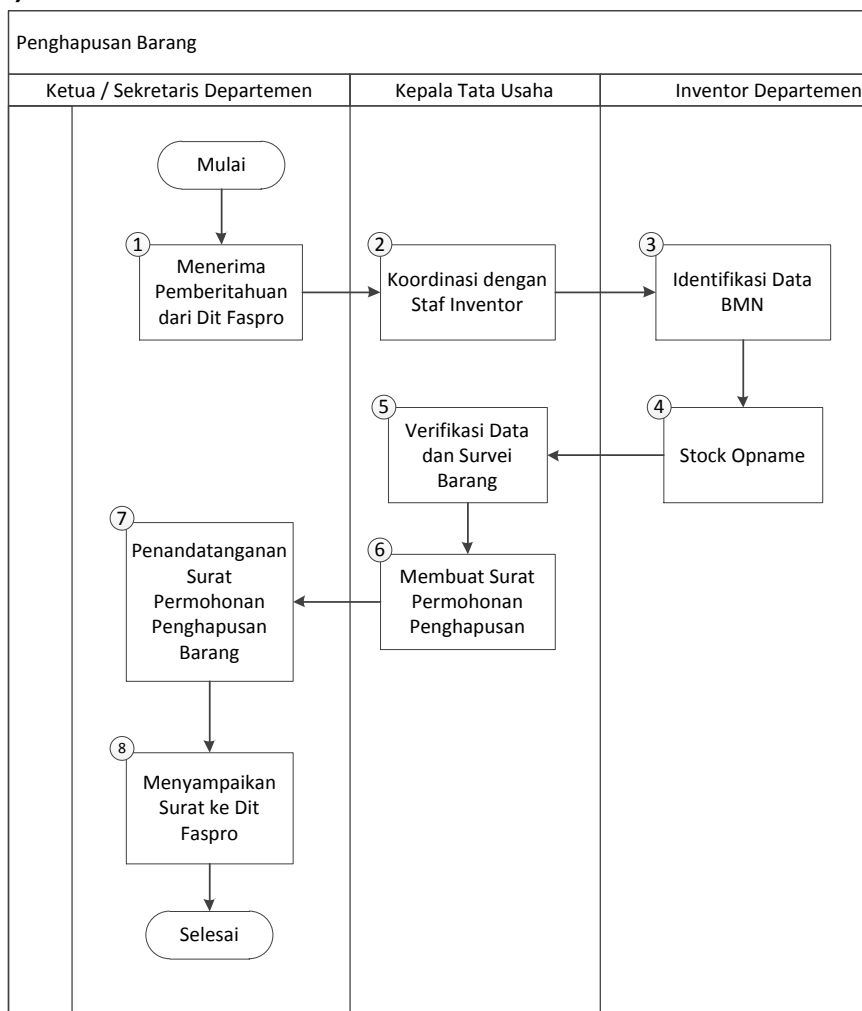 Penghapusan Barang
Ketua / Sekretaris Departemen
Kepala Tata Usaha
Inventor Departemen
Mulai
1
Menerima
Pemberitahuan
dari Dit Faspro
2
Koordinasi dengan
Staf Inventor
3
Identifikasi Data
BMN
4
Stock Opname
5
Verifikasi Data
dan Survei
Barang
6
Membuat Surat
Permohonan
Penghapusan
7
Penandatanganan
Surat
Permohonan
Penghapusan
Barang
8
Menyampaikan
Surat ke Dit
Faspro
Selesai